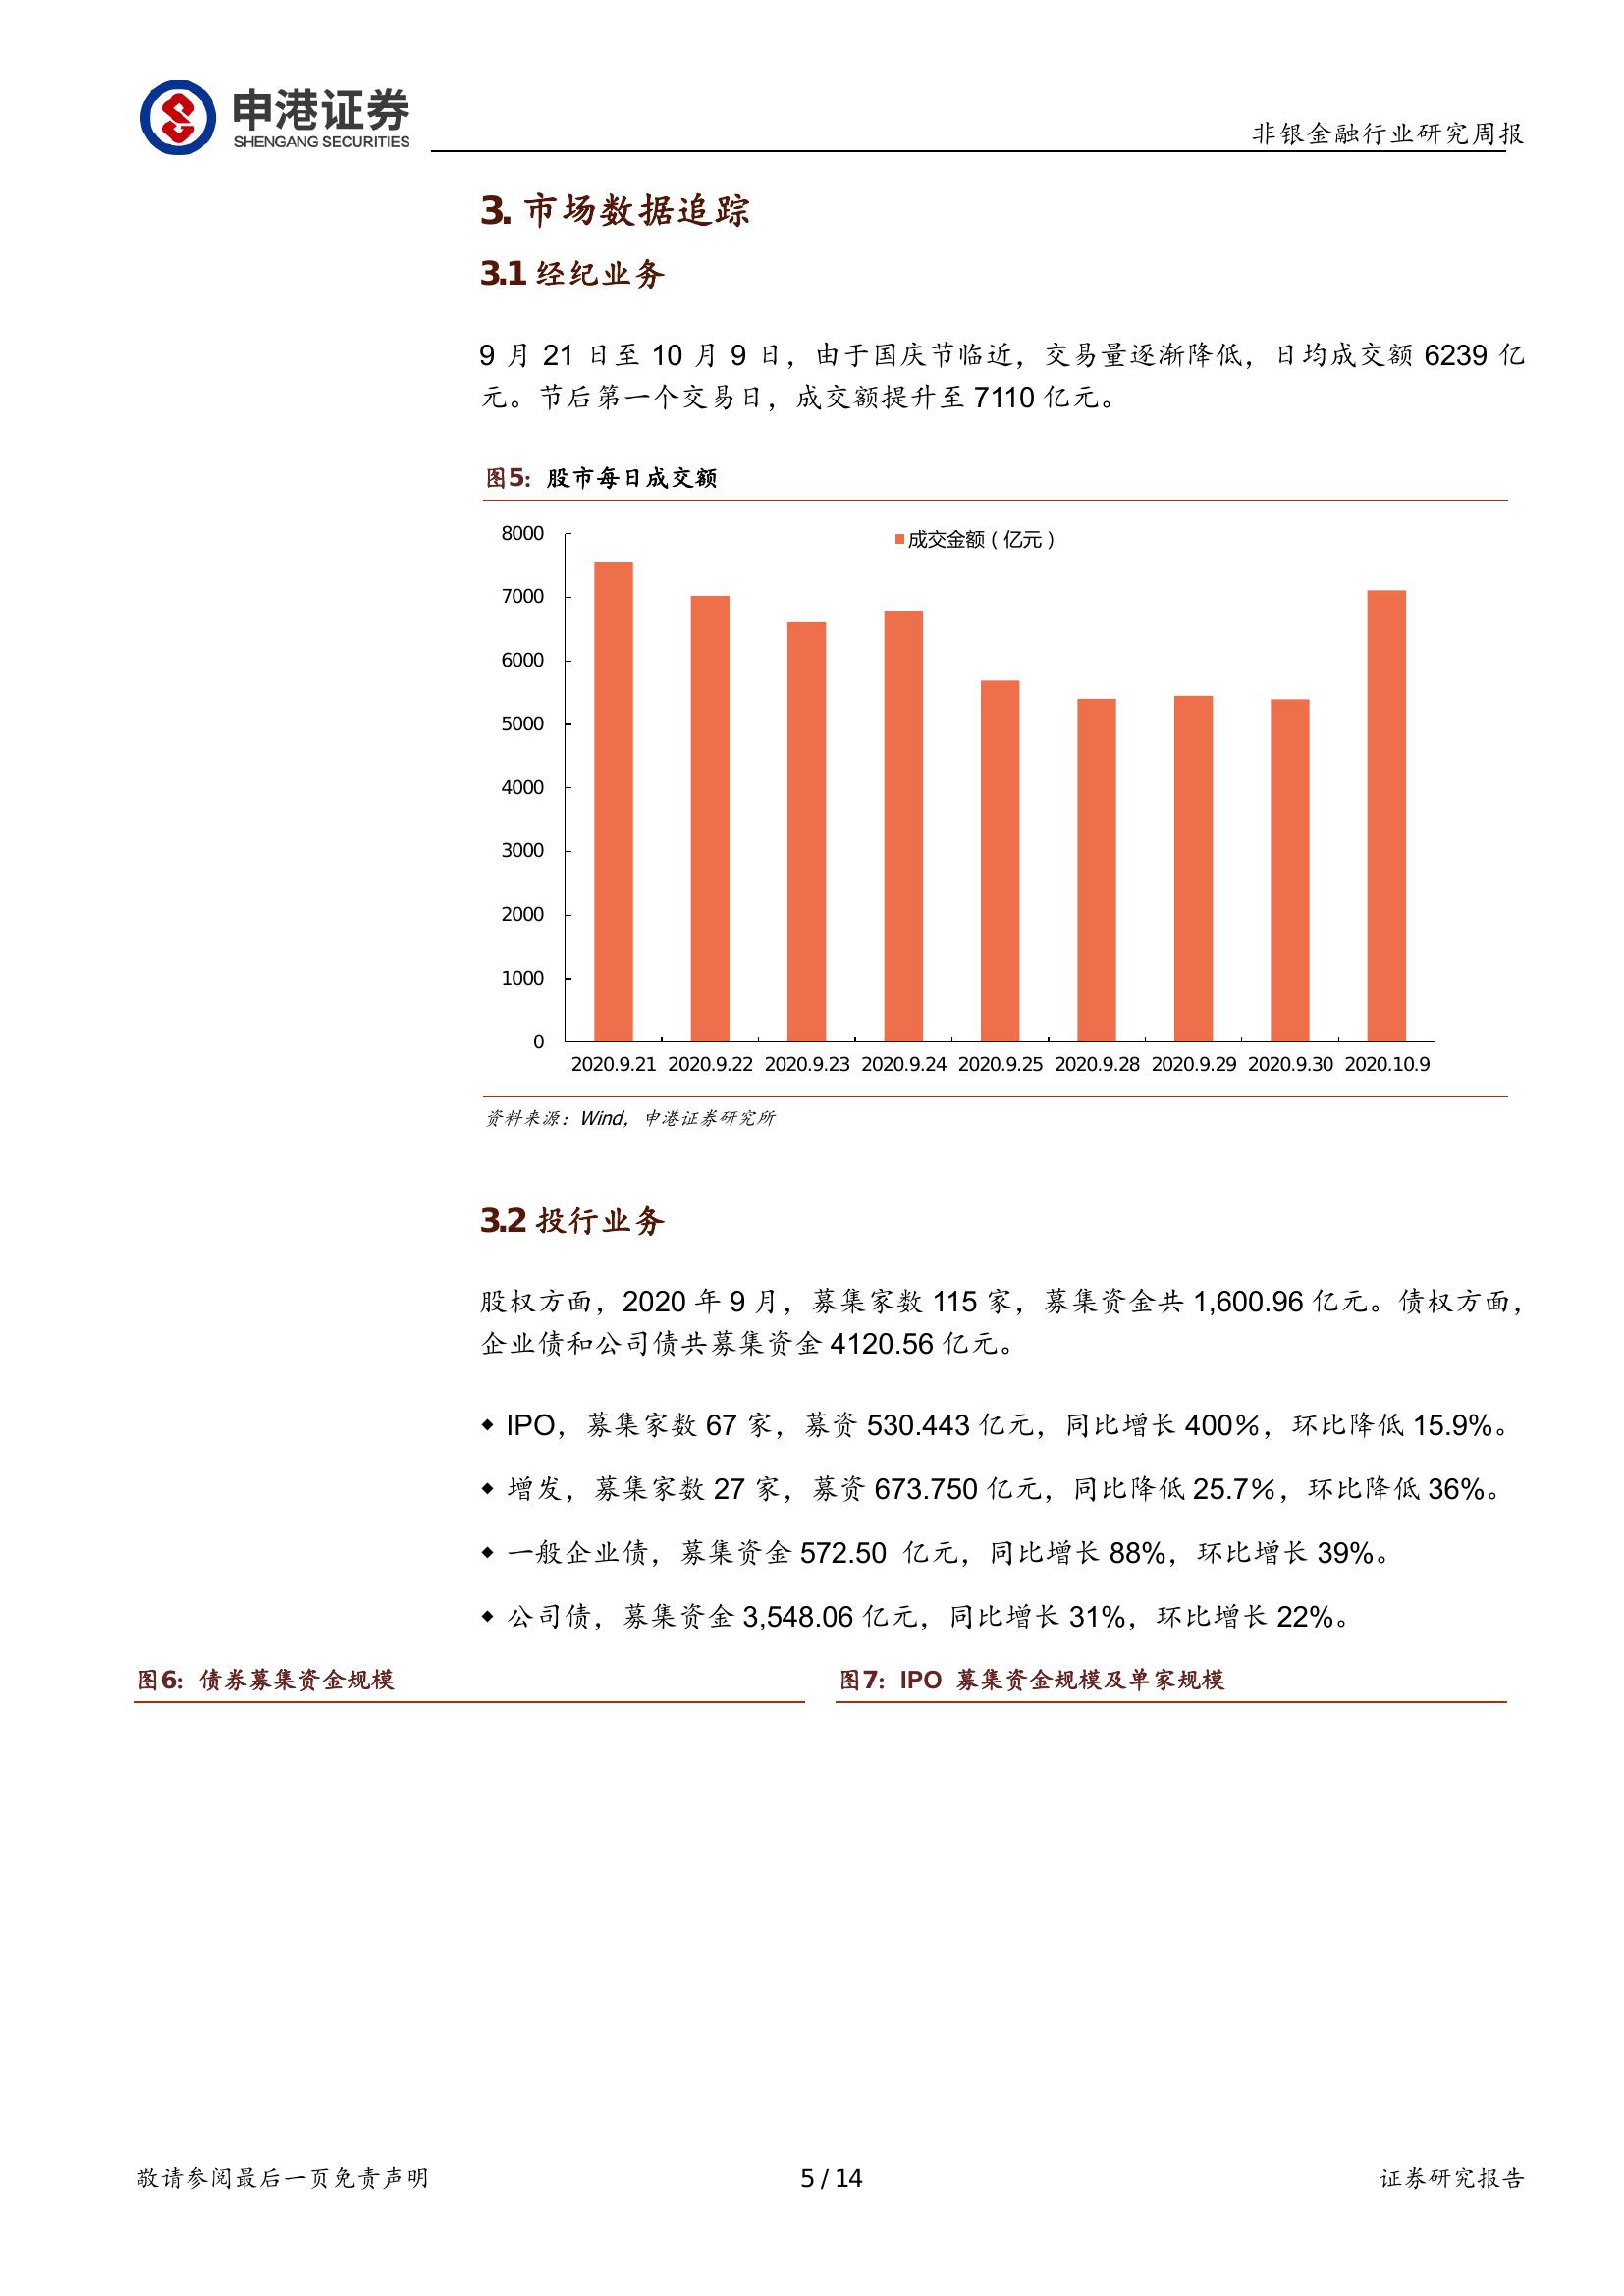 申港证券
SHENGANG SECURITIES
非银金融行业研究周报
3. 市场数据追踪
3.1 经纪业务
9 月 21 日至 10 月 9 日，由于国庆节临近，交易量逐渐降低，日均成交额 6239 亿
元。节后第一个交易日，成交额提升至 7110 亿元。
图5：股市每日成交额
成交金额（亿元）
8000
7000
6000
5000
4000
3000
2000
1000
0
2020.9.21 2020.9.22 2020.9.23 2020.9.24 2020.9.25 2020.9.28 2020.9.29 2020.9.30 2020.10.9
资料来源：Wind，申港证券研究所
3.2 投行业务
股权方面，2020 年 9 月，募集家数 115 家，募集资金共 1,600.96 亿元。债权方面，
企业债和公司债共募集资金 4120.56 亿元。
◆ IPO，募集家数 67 家，募资 530.443 亿元，同比增长 400%，环比降低 15.9%。
◆ 增发，募集家数 27 家，募资 673.750 亿元，同比降低 25.7%，环比降低 36%。
◆ 一般企业债，募集资金 572.50 亿元，同比增长 88%，环比增长 39%。
◆ 公司债，募集资金 3,548.06 亿元，同比增长 31%，环比增长 22%。
图6：债券募集资金规模
图7：IPO 募集资金规模及单家规模
敬请参阅最后一页免责声明
5 / 14
证券研究报告